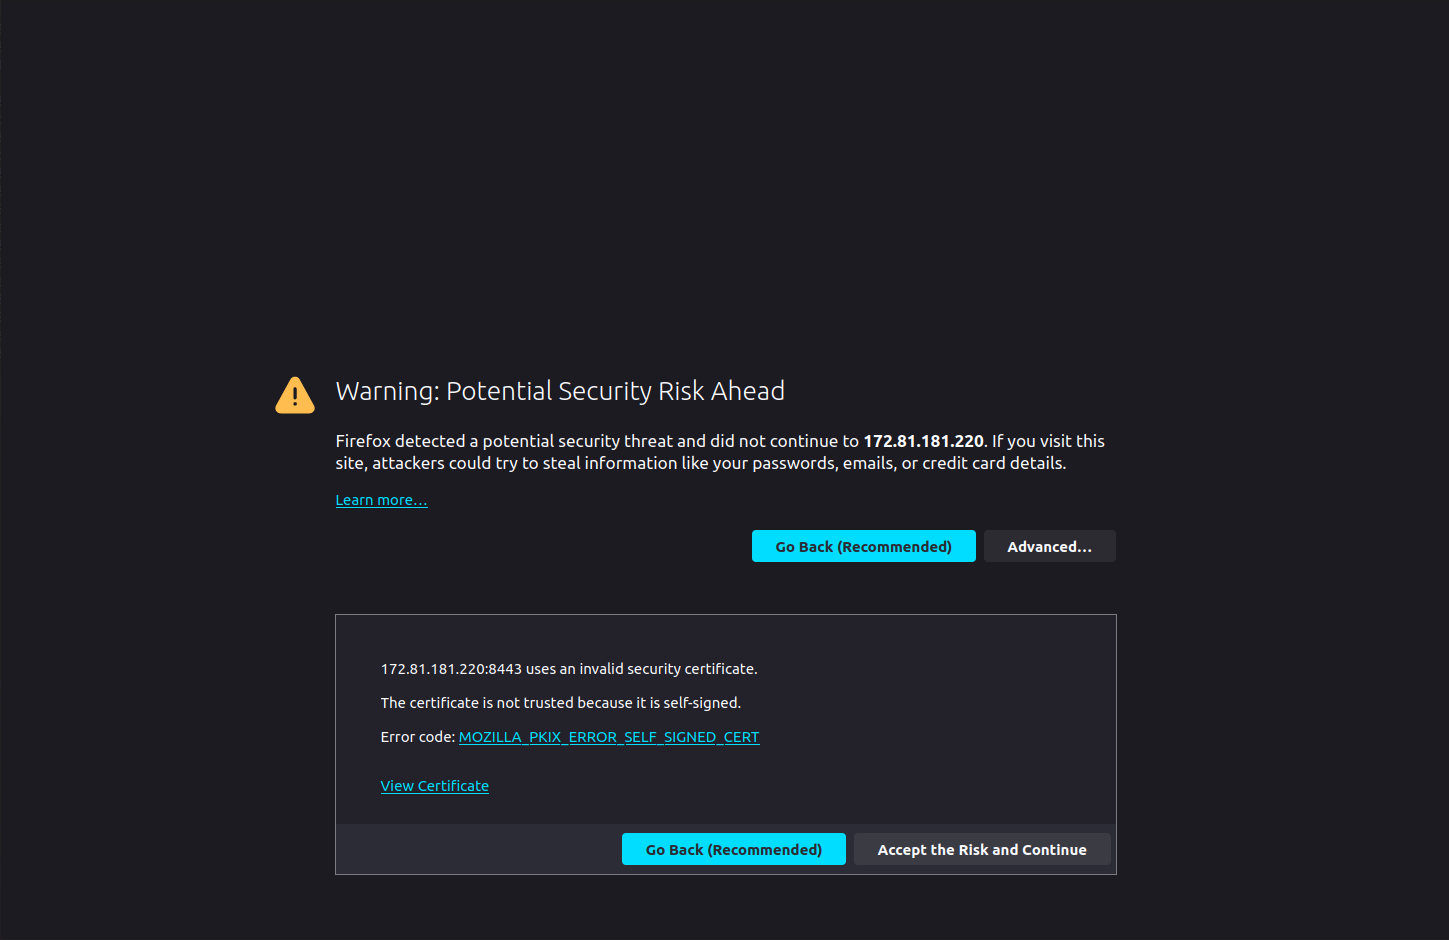 Warning: Potential Security Risk Ahead
Firefox detected a potential security threat and did not continue to 172.81.181.220. If you visit this
site, attackers could try to steal information like your passwords, emails, or credit card details.
Learn more…
Go Back (Recommended) Advanced…
172.81.181.220:8443 uses an invalid security certificate.
The certificate is not trusted because it is self-signed.
Error code: MOZILLA_PKIX_ERROR_SELF_SIGNED_CERT
View Certificate
Go Back (Recommended) Accept the Risk and Continue